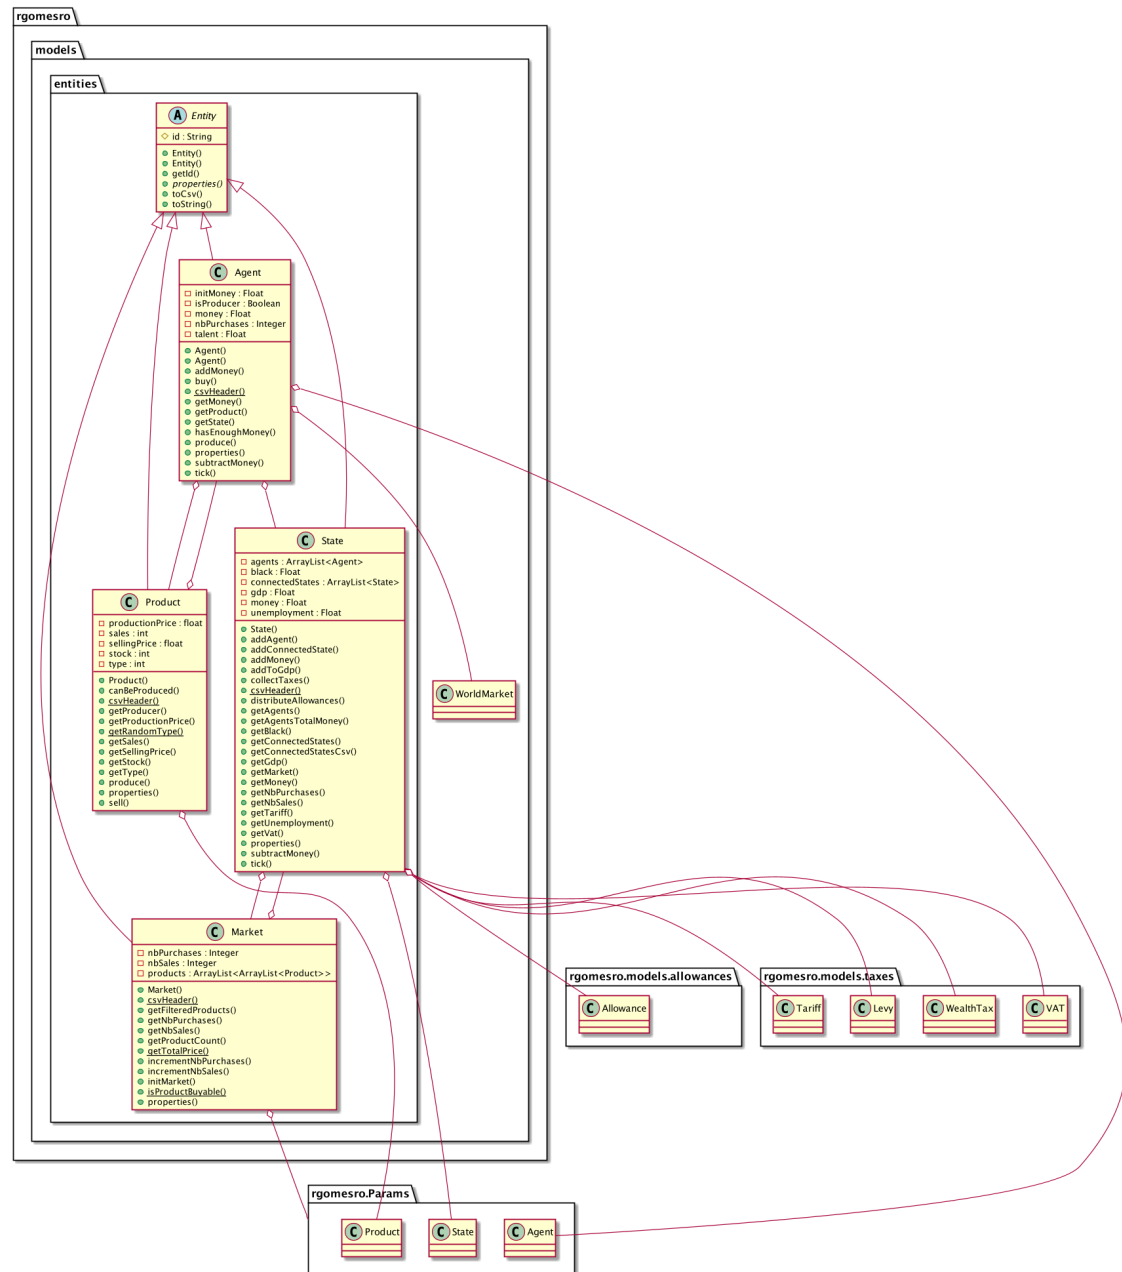 rgomesro
models
entities
A Entity
id : String
Entity()
Entity()
getId()
properties()
toCsv()
toString()
C Agent
initMoney : Float
isProducer : Boolean
money : Float
nbPurchases : Integer
talent : Float
Agent()
Agent()
addMoney()
buy()
csvHeader()
getMoney()
getProduct()
getState()
hasEnoughMoney()
produce()
properties()
subtractMoney()
tick()
C State
agents : ArrayList<Agent>
black : Float
connectedStates : ArrayList<State>
gdp : Float
money : Float
unemployment : Float
State()
addAgent()
addConnectedState()
addMoney()
addToGdp()
collectTaxes()
csvHeader()
distributeAllowances()
getAgents()
getAgentsTotalMoney()
getBlack()
getConnectedStates()
getConnectedStatesCsv()
getGdp()
getMarket()
getMoney()
getNbPurchases()
getNbSales()
getTariff()
getUnemployment()
getVat()
properties()
subtractMoney()
tick()
C Product
productionPrice : float
sales : int
sellingPrice : float
stock : int
type : int
Product()
canBeProduced()
csvHeader()
getProducer()
getProductionPrice()
getRandomType()
getSales()
getSellingPrice()
getStock()
getType()
produce()
properties()
sell()
C WorldMarket
C Market
nbPurchases : Integer
nbSales : Integer
products : ArrayList<ArrayList<Product>>
Market()
csvHeader()
getFilteredProducts()
getNbPurchases()
getNbSales()
getProductCount()
getTotalPrice()
incrementNbPurchases()
incrementNbSales()
initMarket()
isProductBuyable()
properties()
rgomesro.models.allowances
C Allowance
rgomesro.models.taxes
C Tariff
C Levy
C WealthTax
C VAT
rgomesro.Params
C Product
C State
C Agent